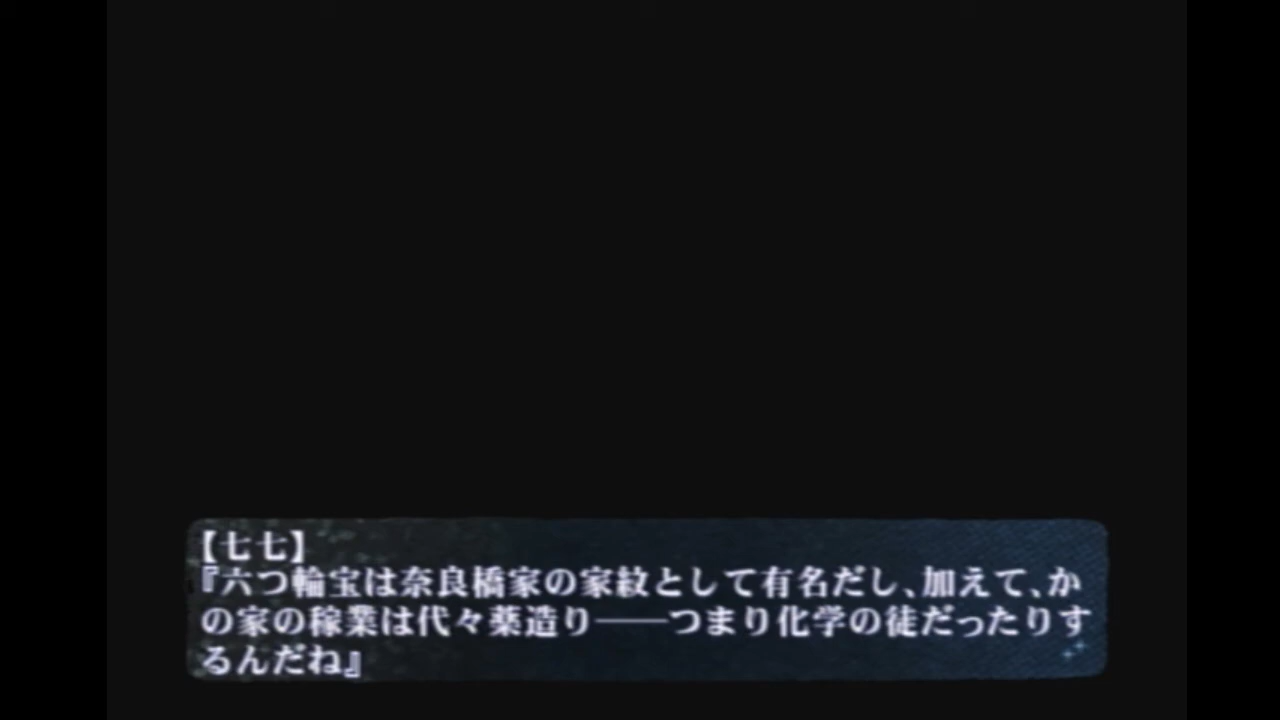 【七七】
『六つ輪宝は奈良橋家の家紋として有名だし、加えて、か
の家の稼業は代々薬造り――つまり化学の徒だったりす
るんだね』